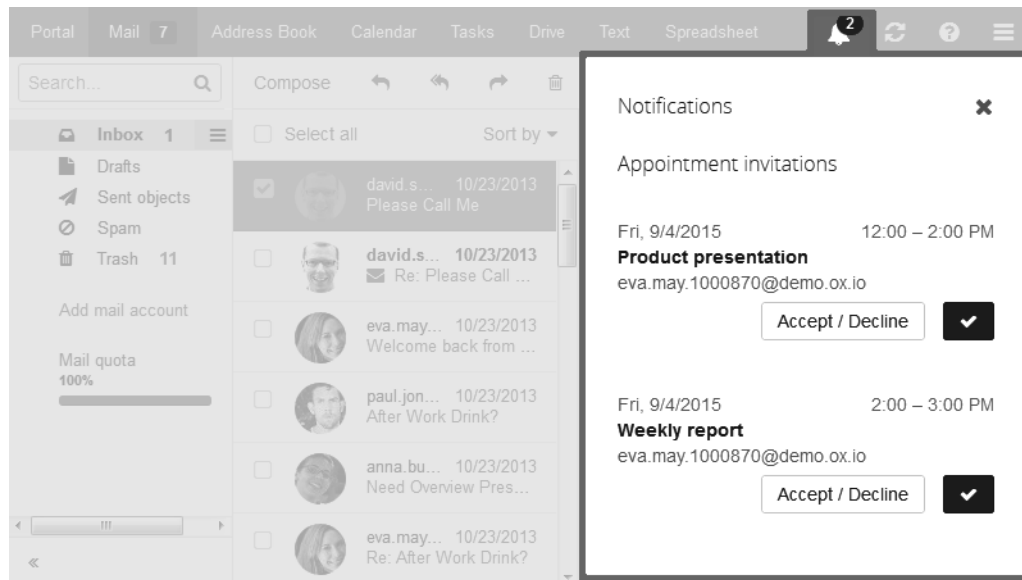 Portal Mail 7 Address Book Calendar Tasks Drive Text Spreadsheet 2
Search...
Inbox 1
Drafts
Sent objects
Spam
Trash 11
Add mail account
Mail quota
100%
Compose
Select all Sort by
david.s... 10/23/2013
Please Call Me
david.s... 10/23/2013
Re: Please Call ...
eva.may... 10/23/2013
Welcome back from ...
paul.jon... 10/23/2013
After Work Drink?
anna.bu... 10/23/2013
Need Overview Pres...
eva.may... 10/23/2013
Re: After Work Drink?
Notifications
Appointment invitations
Fri, 9/4/2015 12:00 – 2:00 PM
Product presentation
eva.may.1000870@demo.ox.io
Accept / Decline
Fri, 9/4/2015 2:00 – 3:00 PM
Weekly report
eva.may.1000870@demo.ox.io
Accept / Decline